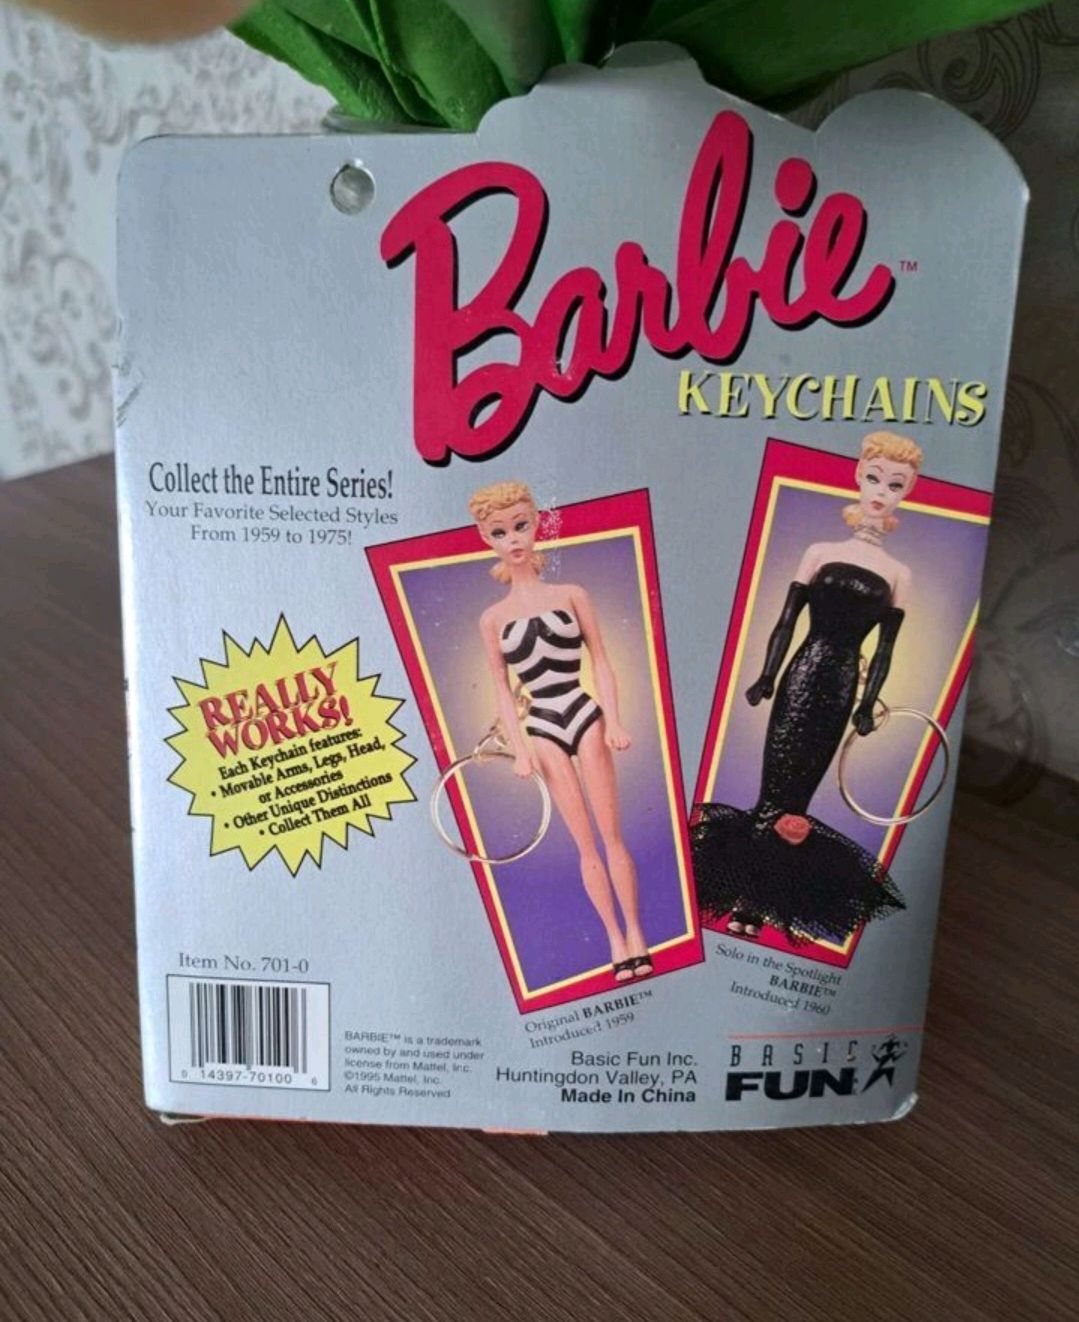 Barbie™
KEYCHAINS
Collect the Entire Series!
Your Favorite Selected Styles
From 1959 to 1975!
REALLY
WORKS!
Each Keychain features:
• Movable Arms, Legs, Head,
or Accessories
• Other Unique Distinctions
• Collect Them All
Original BARBIE™
Introduced 1959
Solo in the Spotlight
BARBIE™
Introduced 1960
Item No. 701-0
0 14397-70100 6
BARBIE™ is a trademark
owned by and used under
license from Mattel, Inc.
©1995 Mattel, Inc.
All Rights Reserved
Basic Fun Inc.
Huntingdon Valley, PA
Made In China
BASIC
FUN